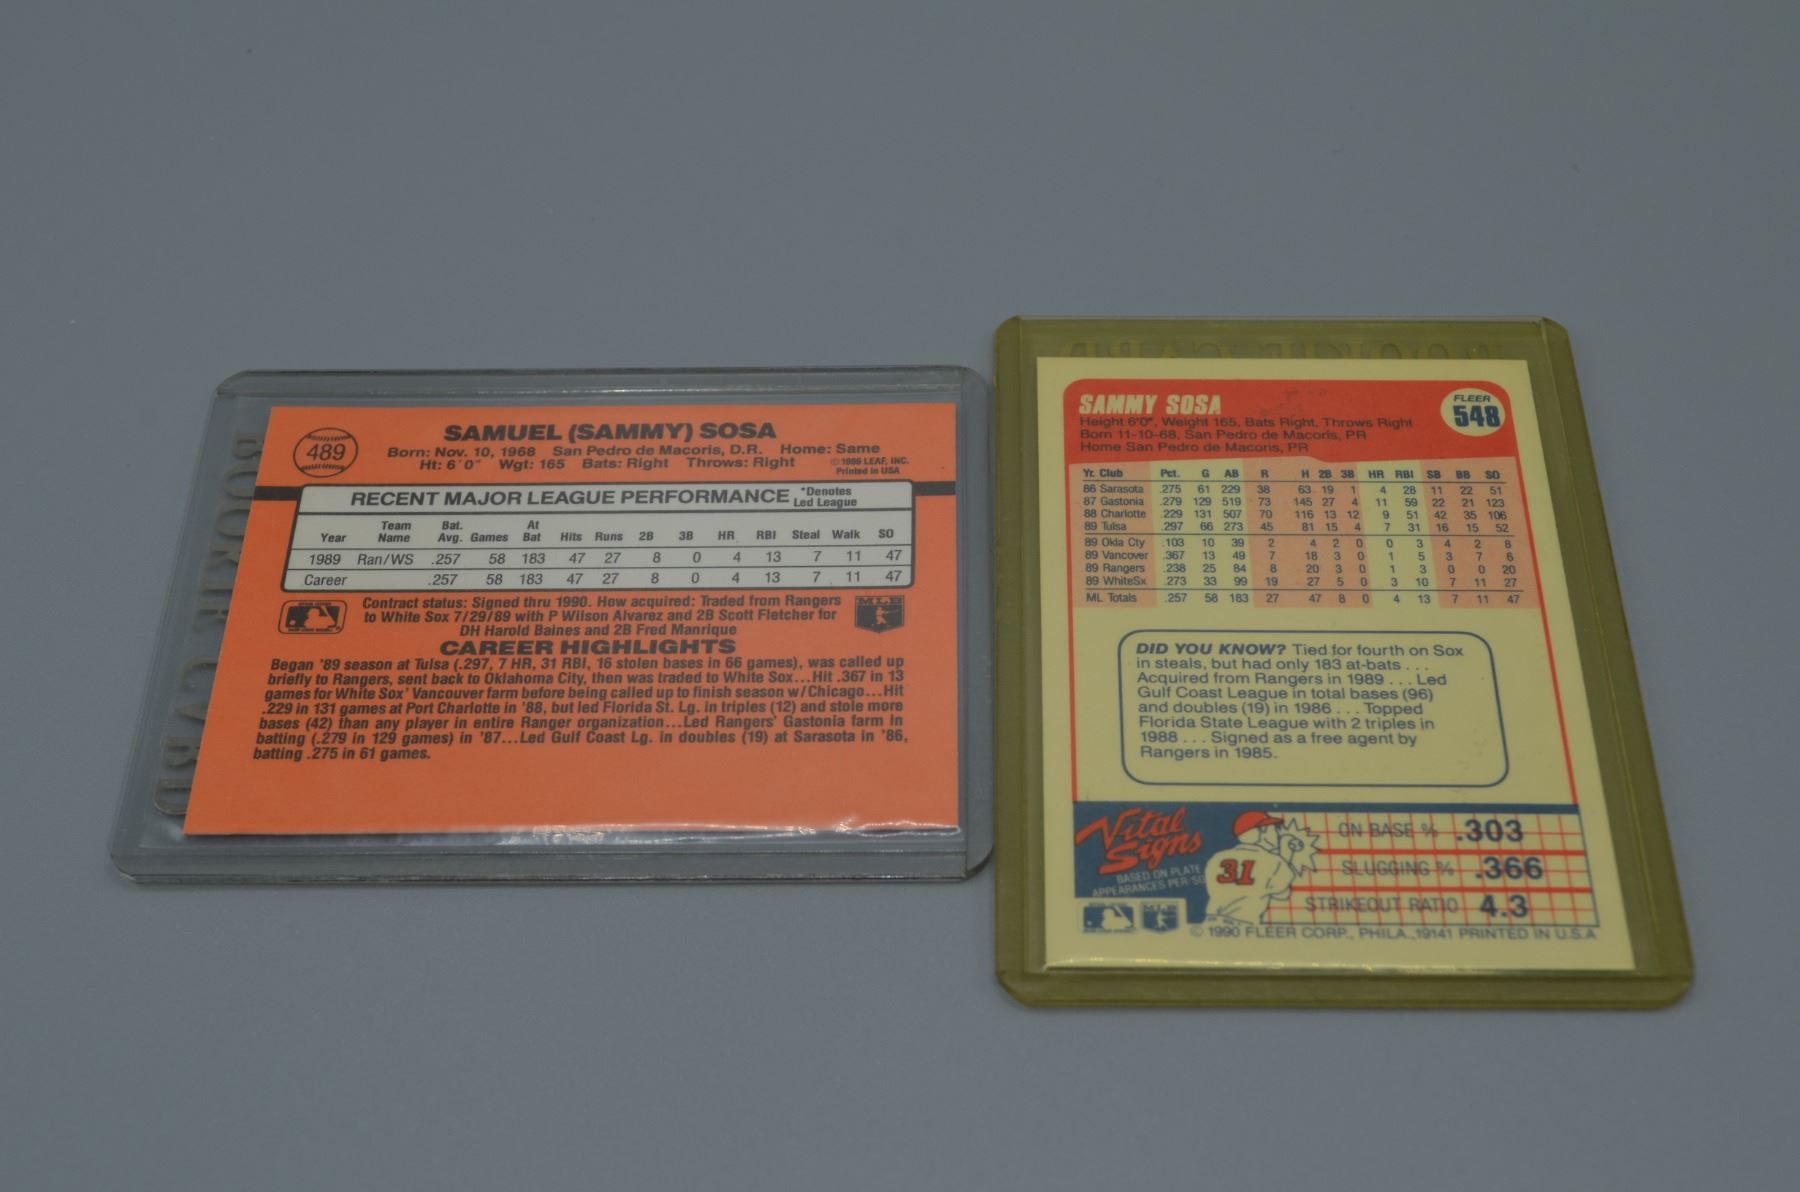 ROOKIE CARD
489
SAMUEL (SAMMY) SOSA
Born: Nov. 10, 1968 San Pedro de Macoris, D.R. Home: Same
Ht: 6'0" Wgt: 165 Bats: Right Throws: Right
© 1989 LEAF, INC.
Printed in USA
RECENT MAJOR LEAGUE PERFORMANCE *Denotes
Led League
Year Team Name Bat. Avg. Games At Bat Hits Runs 2B 3B HR RBI Steal Walk SO
1989 Ran/WS .257 58 183 47 27 8 0 4 13 7 11 47
Career .257 58 183 47 27 8 0 4 13 7 11 47
Contract status: Signed thru 1990. How acquired: Traded from Rangers
to White Sox 7/29/89 with P Wilson Alvarez and 2B Scott Fletcher for
DH Harold Baines and 2B Fred Manrique
MLB
CAREER HIGHLIGHTS
Began '89 season at Tulsa (.297, 7 HR, 31 RBI, 16 stolen bases in 66 games), was called up
briefly to Rangers, sent back to Oklahoma City, then was traded to White Sox...Hit .367 in 13
games for White Sox' Vancouver farm before being called up to finish season w/Chicago...Hit
.229 in 131 games at Port Charlotte in '88, but led Florida St. Lg. in triples (12) and stole more
bases (42) than any player in entire Ranger organization...Led Rangers' Gastonia farm in
batting (.279 in 129 games) in '87...Led Gulf Coast Lg. in doubles (19) at Sarasota in '86,
batting .275 in 61 games.
ROOKIE CARD
SAMMY SOSA
FLEER
548
Height 6'0", Weight 165, Bats Right, Throws Right
Born 11-10-68, San Pedro de Macoris, PR
Home San Pedro de Macoris, PR
Yr. Club Pct. G AB R H 2B 3B HR RBI SB BB SO
86 Sarasota .275 61 229 38 63 19 1 4 28 11 22 51
87 Gastonia .279 129 519 73 145 27 4 11 59 22 21 123
88 Charlotte .229 131 507 70 116 13 12 9 51 42 35 106
89 Tulsa .297 66 273 45 81 15 4 7 31 16 15 52
89 Okla Cty .103 10 39 2 4 2 0 0 3 4 2 8
89 Vancover .367 13 49 7 18 3 0 1 5 3 7 6
89 Rangers .238 25 84 8 20 3 0 1 3 0 0 20
89 WhiteSx .273 33 99 19 27 5 0 3 10 7 11 27
ML Totals .257 58 183 27 47 8 0 4 13 7 11 47
DID YOU KNOW? Tied for fourth on Sox
in steals, but had only 183 at-bats . . .
Acquired from Rangers in 1989 . . . Led
Gulf Coast League in total bases (96)
and doubles (19) in 1986 . . . Topped
Florida State League with 2 triples in
1988 . . . Signed as a free agent by
Rangers in 1985.
Vital
Signs
BASED ON PLATE
APPEARANCES PER SO
31
ON BASE % .303
SLUGGING % .366
STRIKEOUT RATIO 4.3
MLB
© 1990 FLEER CORP., PHILA., 19141 PRINTED IN U.S.A